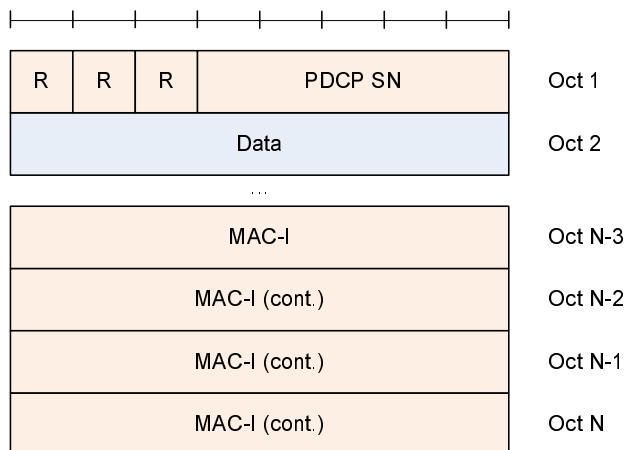 R R R PDCP SN Oct 1
Data Oct 2
...
MAC-I Oct N-3
MAC-I (cont.) Oct N-2
MAC-I (cont.) Oct N-1
MAC-I (cont.) Oct N